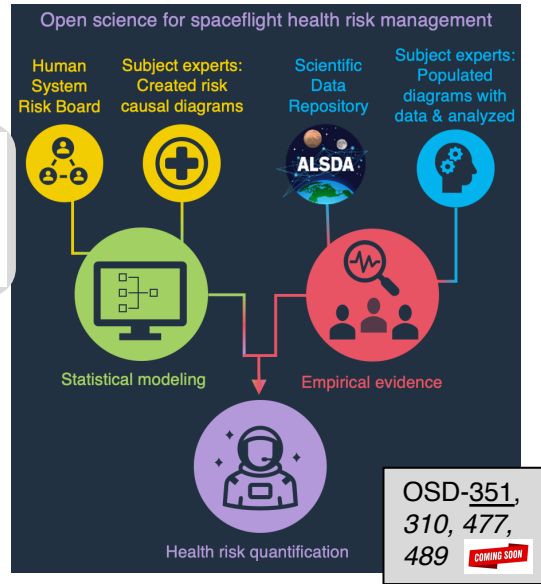 Open science for spaceflight health risk management
Human
System
Risk Board
Subject experts:
Created risk
causal diagrams
Scientific
Data
Repository
Subject experts:
Populated
diagrams with
data & analyzed
ALSDA
Statistical modeling
Empirical evidence
Health risk quantification
OSD-351,
310, 477,
489
COMING SOON